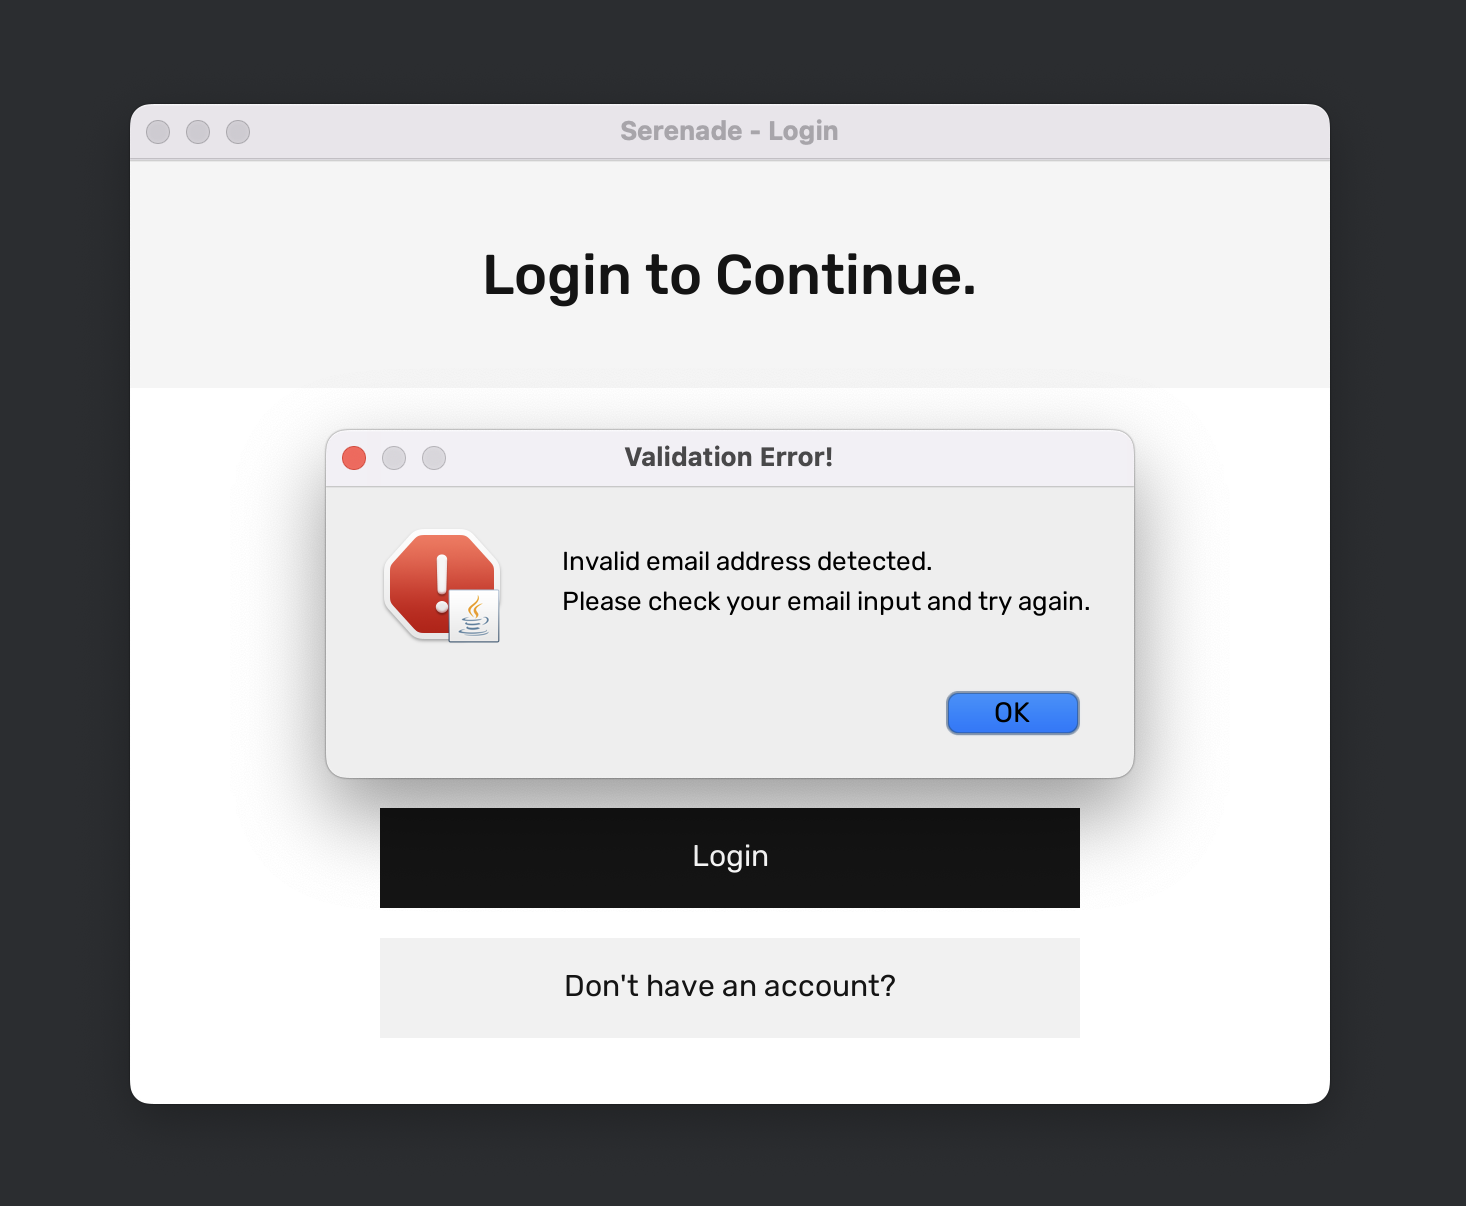 Serenade - Login
Login to Continue.
Validation Error!
Invalid email address detected.
Please check your email input and try again.
OK
Login
Don't have an account?